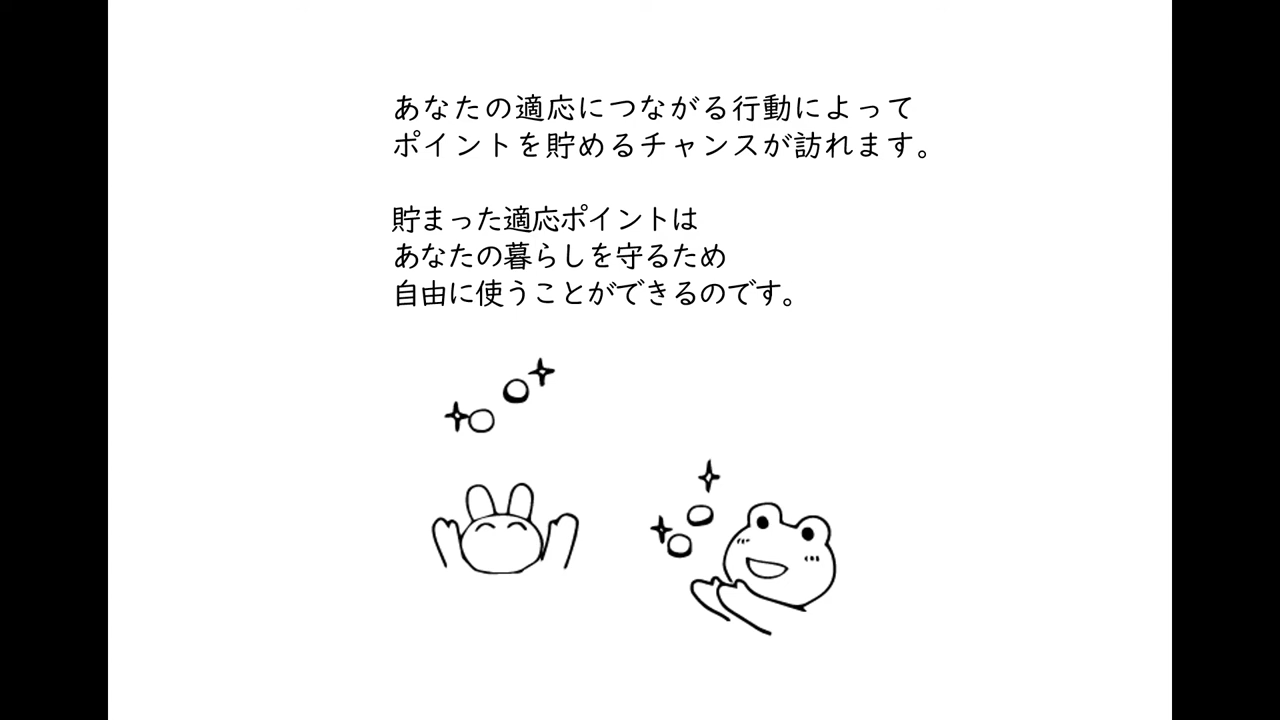 あなたの適応につながる行動によって
ポイントを貯めるチャンスが訪れます。
貯まった適応ポイントは
あなたの暮らしを守るため
自由に使うことができるのです。